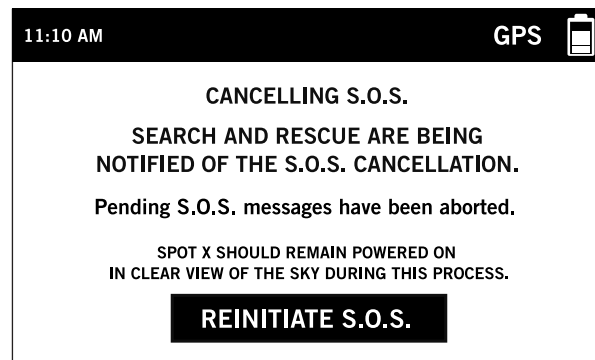 11:10 AM GPS
CANCELLING S.O.S.
SEARCH AND RESCUE ARE BEING
NOTIFIED OF THE S.O.S. CANCELLATION.
Pending S.O.S. messages have been aborted.
SPOT X SHOULD REMAIN POWERED ON
IN CLEAR VIEW OF THE SKY DURING THIS PROCESS.
REINITIATE S.O.S.